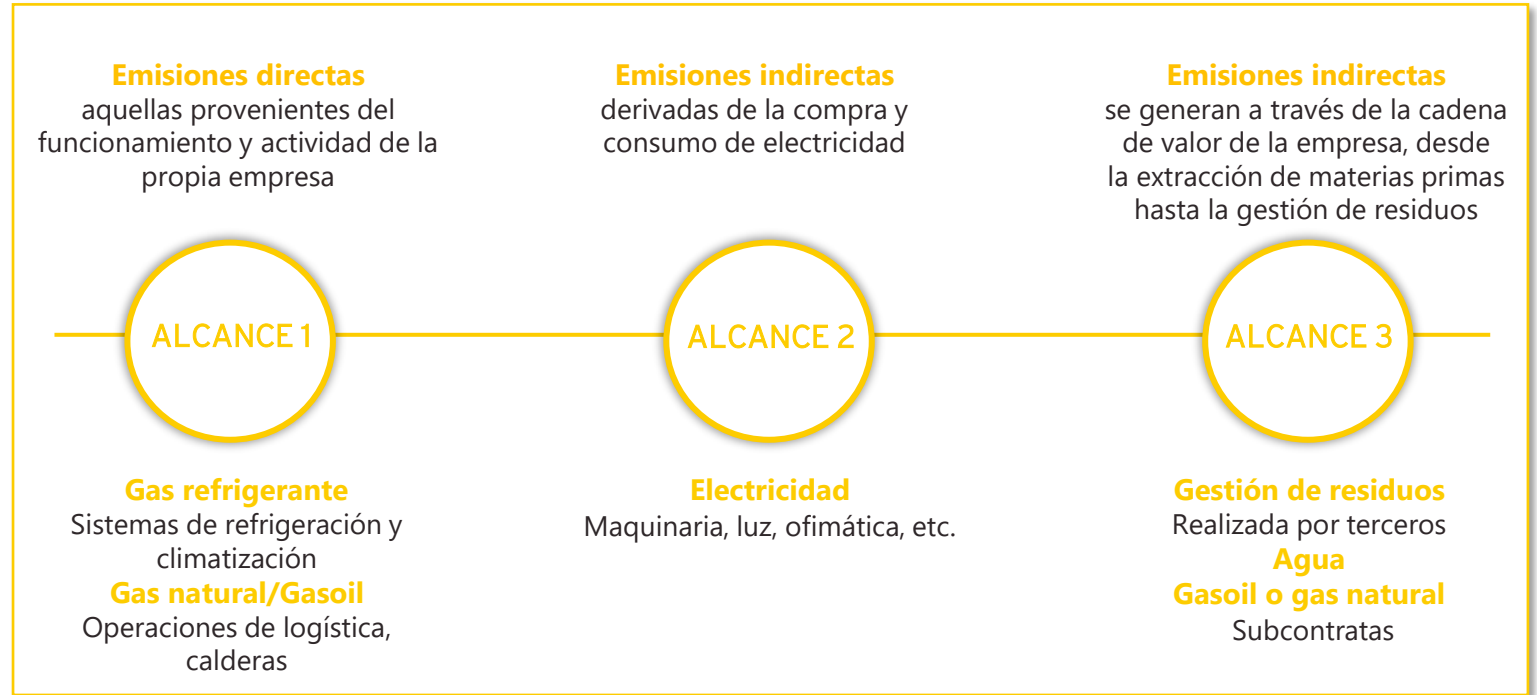 Emisiones directas
aquellas provenientes del
funcionamiento y actividad de la
propia empresa
ALCANCE 1
Gas refrigerante
Sistemas de refrigeración y
climatización
Gas natural/Gasoil
Operaciones de logística,
calderas
Emisiones indirectas
derivadas de la compra y
consumo de electricidad
ALCANCE 2
Electricidad
Maquinaria, luz, ofimática, etc.
Emisiones indirectas
se generan a través de la cadena
de valor de la empresa, desde
la extracción de materias primas
hasta la gestión de residuos
ALCANCE 3
Gestión de residuos
Realizada por terceros
Agua
Gasoil o gas natural
Subcontratas